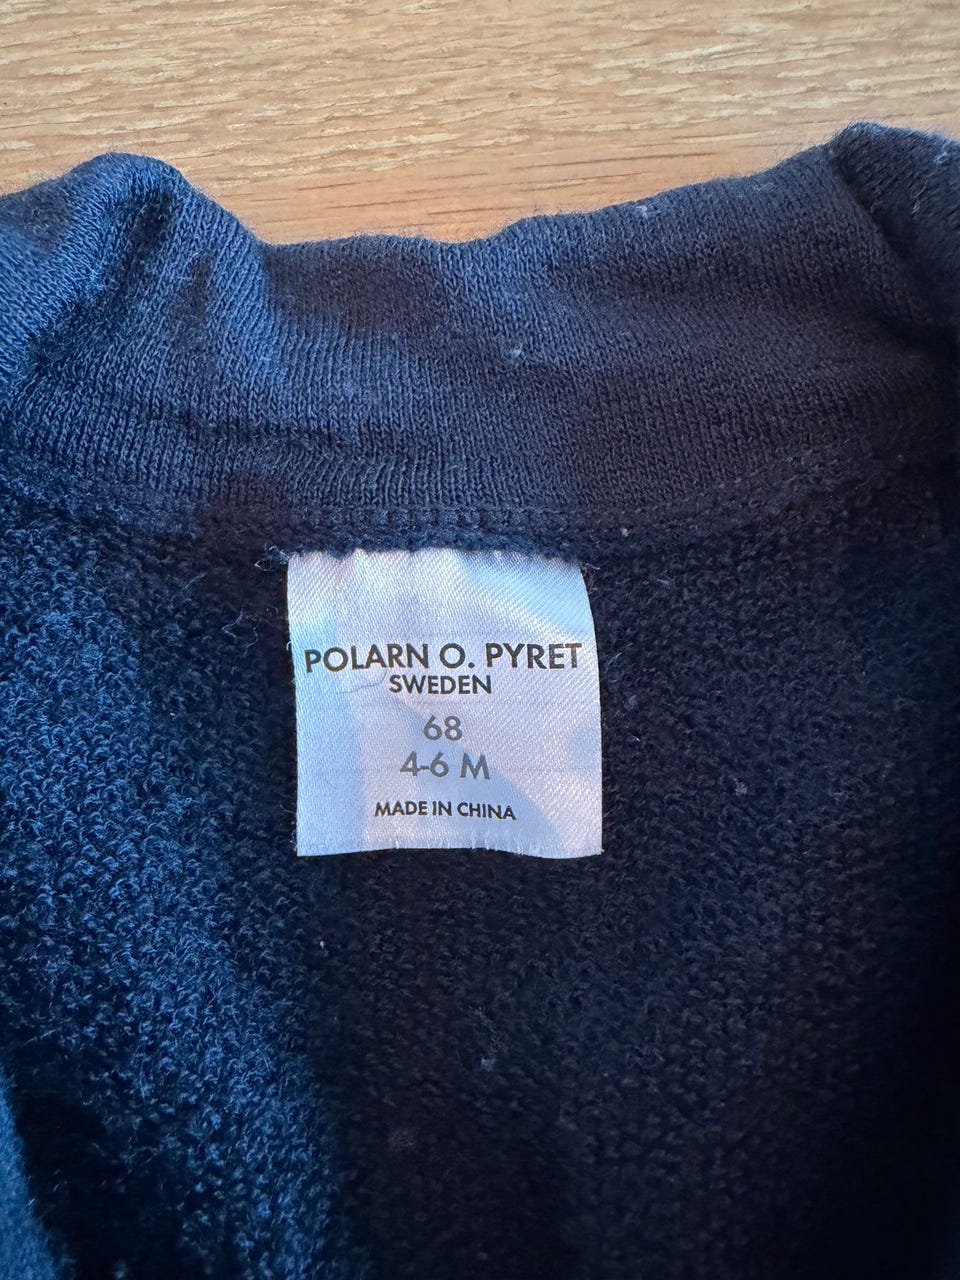 POLARN O. PYRET
SWEDEN
68
4-6 M
MADE IN CHINA